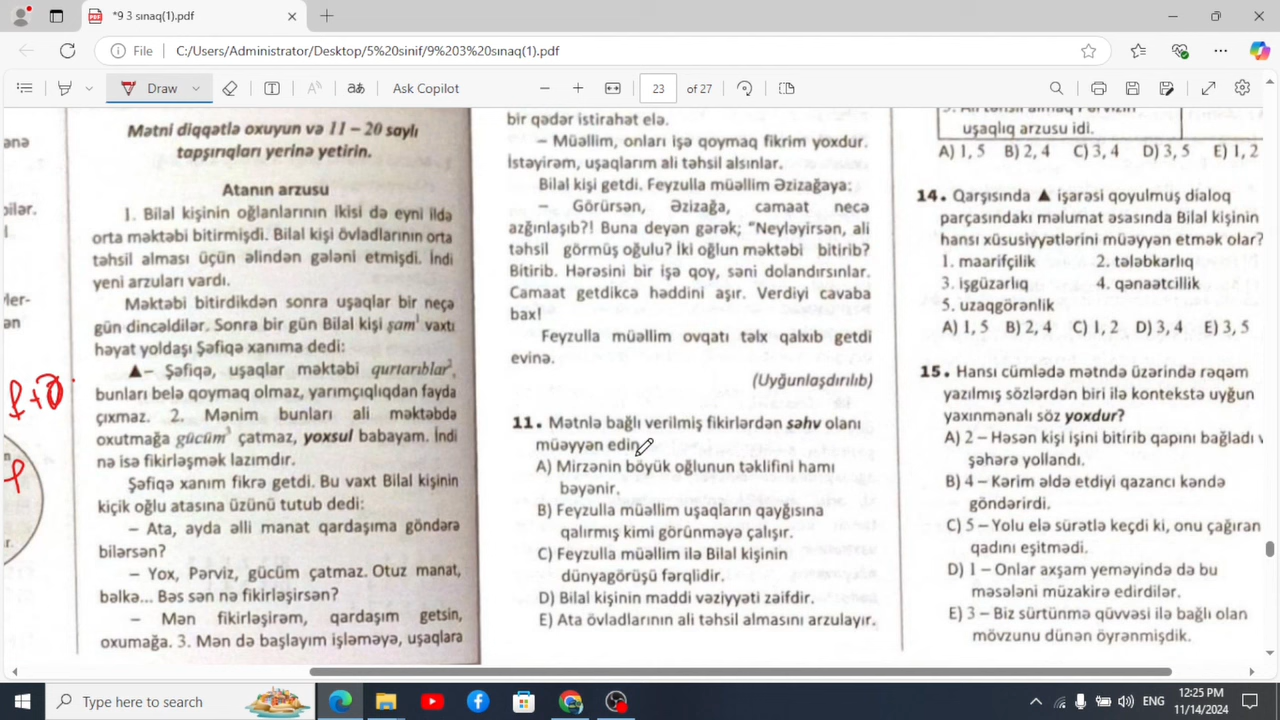 *9 3 sınaq(1).pdf
File
C:/Users/Administrator/Desktop/5%20sinif/9%203%20sınaq(1).pdf
Draw
Ask Copilot
23
of 27
Mətni diqqətlə oxuyun və 11 – 20 saylı
tapşırıqları yerinə yetirin.
Atanın arzusu
1. Bilal kişinin oğlanlarının ikisi də eyni ildə
orta məktəbi bitirmişdi. Bilal kişi övladlarının orta
təhsil alması üçün əlindən gələni etmişdi. İndi
yeni arzuları vardı.
Məktəbi bitirdikdən sonra uşaqlar bir neçə
gün dincəldilər. Sonra bir gün Bilal kişi şam¹ vaxtı
həyat yoldaşı Şəfiqə xanıma dedi:
▲– Şəfiqə, uşaqlar məktəbi qurtarıblar²,
bunları belə qoymaq olmaz, yarımçıqlıqdan fayda
çıxmaz. 2. Mənim bunları ali məktəbdə
oxutmağa gücüm³ çatmaz, yoxsul babayam. İndi
nə isə fikirləşmək lazımdır.
Şəfiqə xanım fikrə getdi. Bu vaxt Bilal kişinin
kiçik oğlu atasına üzünü tutub dedi:
– Ata, ayda əlli manat qardaşıma göndərə
bilərsən?
– Yox, Pərviz, gücüm çatmaz. Otuz manat,
bəlkə... Bəs sən nə fikirləşirsən?
– Mən fikirləşirəm, qardaşım getsin,
oxumağa. 3. Mən də başlayım işləməyə, uşaqlara
bir qədər istirahət elə.
– Müəllim, onları işə qoymaq fikrim yoxdur.
İstəyirəm, uşaqlarım ali təhsil alsınlar.
Bilal kişi getdi. Feyzulla müəllim Əzizağaya:
– Görürsən, Əzizağa, camaat necə
azğınlaşıb?! Buna deyən gərək; "Neyləyirsən, ali
təhsil görmüş oğulu? İki oğlun məktəbi bitirib?
Bitirib. Hərəsini bir işə qoy, səni dolandırsınlar.
Camaat getdikcə həddini aşır. Verdiyi cavaba
bax!
Feyzulla müəllim ovqatı təlx qalxıb getdi
evinə.
(Uyğunlaşdırılıb)
11. Mətnlə bağlı verilmiş fikirlərdən səhv olanı
müəyyən edin
A) Mirzənin böyük oğlunun təklifini hamı
bəyənir.
B) Feyzulla müəllim uşaqların qayğısına
qalırmış kimi görünməyə çalışır.
C) Feyzulla müəllim ilə Bilal kişinin
dünyagörüşü fərqlidir.
D) Bilal kişinin maddi vəziyyəti zəifdir.
E) Ata övladlarının ali təhsil almasını arzulayır.
uşaqlıq arzusu idi.
A) 1, 5 B) 2, 4 C) 3, 4 D) 3, 5 E) 1, 2
14. Qarşısında ▲ işarəsi qoyulmuş dialoq
parçasındakı məlumat əsasında Bilal kişinin
hansı xüsusiyyətlərini müəyyən etmək olar?
1. maarifçilik 2. tələbkarlıq
3. işgüzarlıq 4. qənaətcillik
5. uzaqgörənlik
A) 1, 5 B) 2, 4 C) 1, 2 D) 3, 4 E) 3, 5
15. Hansı cümlədə mətndə üzərində rəqəm
yazılmış sözlərdən biri ilə kontekstə uyğun
yaxınmənalı söz yoxdur?
A) 2 – Həsən kişi işini bitirib qapını bağladı v
şəhərə yollandı.
B) 4 – Kərim əldə etdiyi qazancı kəndə
göndərirdi.
C) 5 – Yolu elə sürətlə keçdi ki, onu çağıran
qadını eşitmədi.
D) 1 – Onlar axşam yeməyində də bu
məsələni müzakirə edirdilər.
E) 3 – Biz sürtünmə qüvvəsi ilə bağlı olan
mövzunu dünən öyrənmişdik.
Type here to search
ENG
12:25 PM
11/14/2024